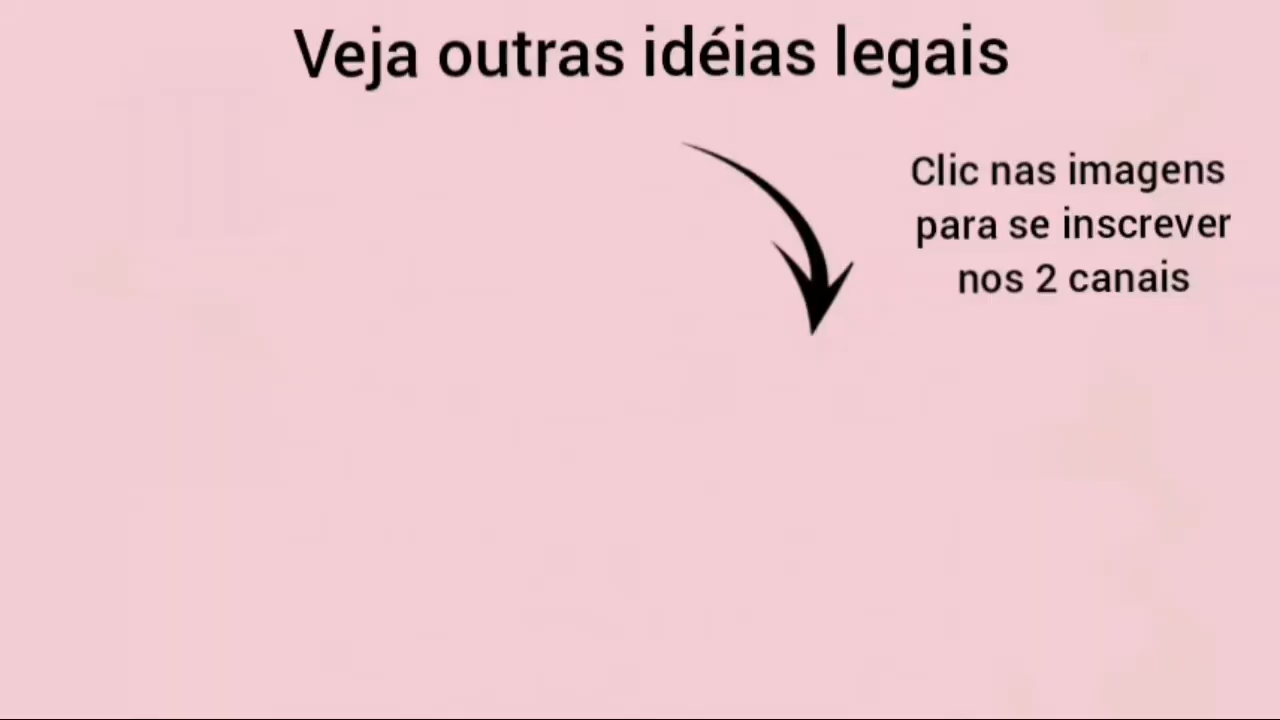 Veja outras idéias legais
Clic nas imagens
para se inscrever
nos 2 canais